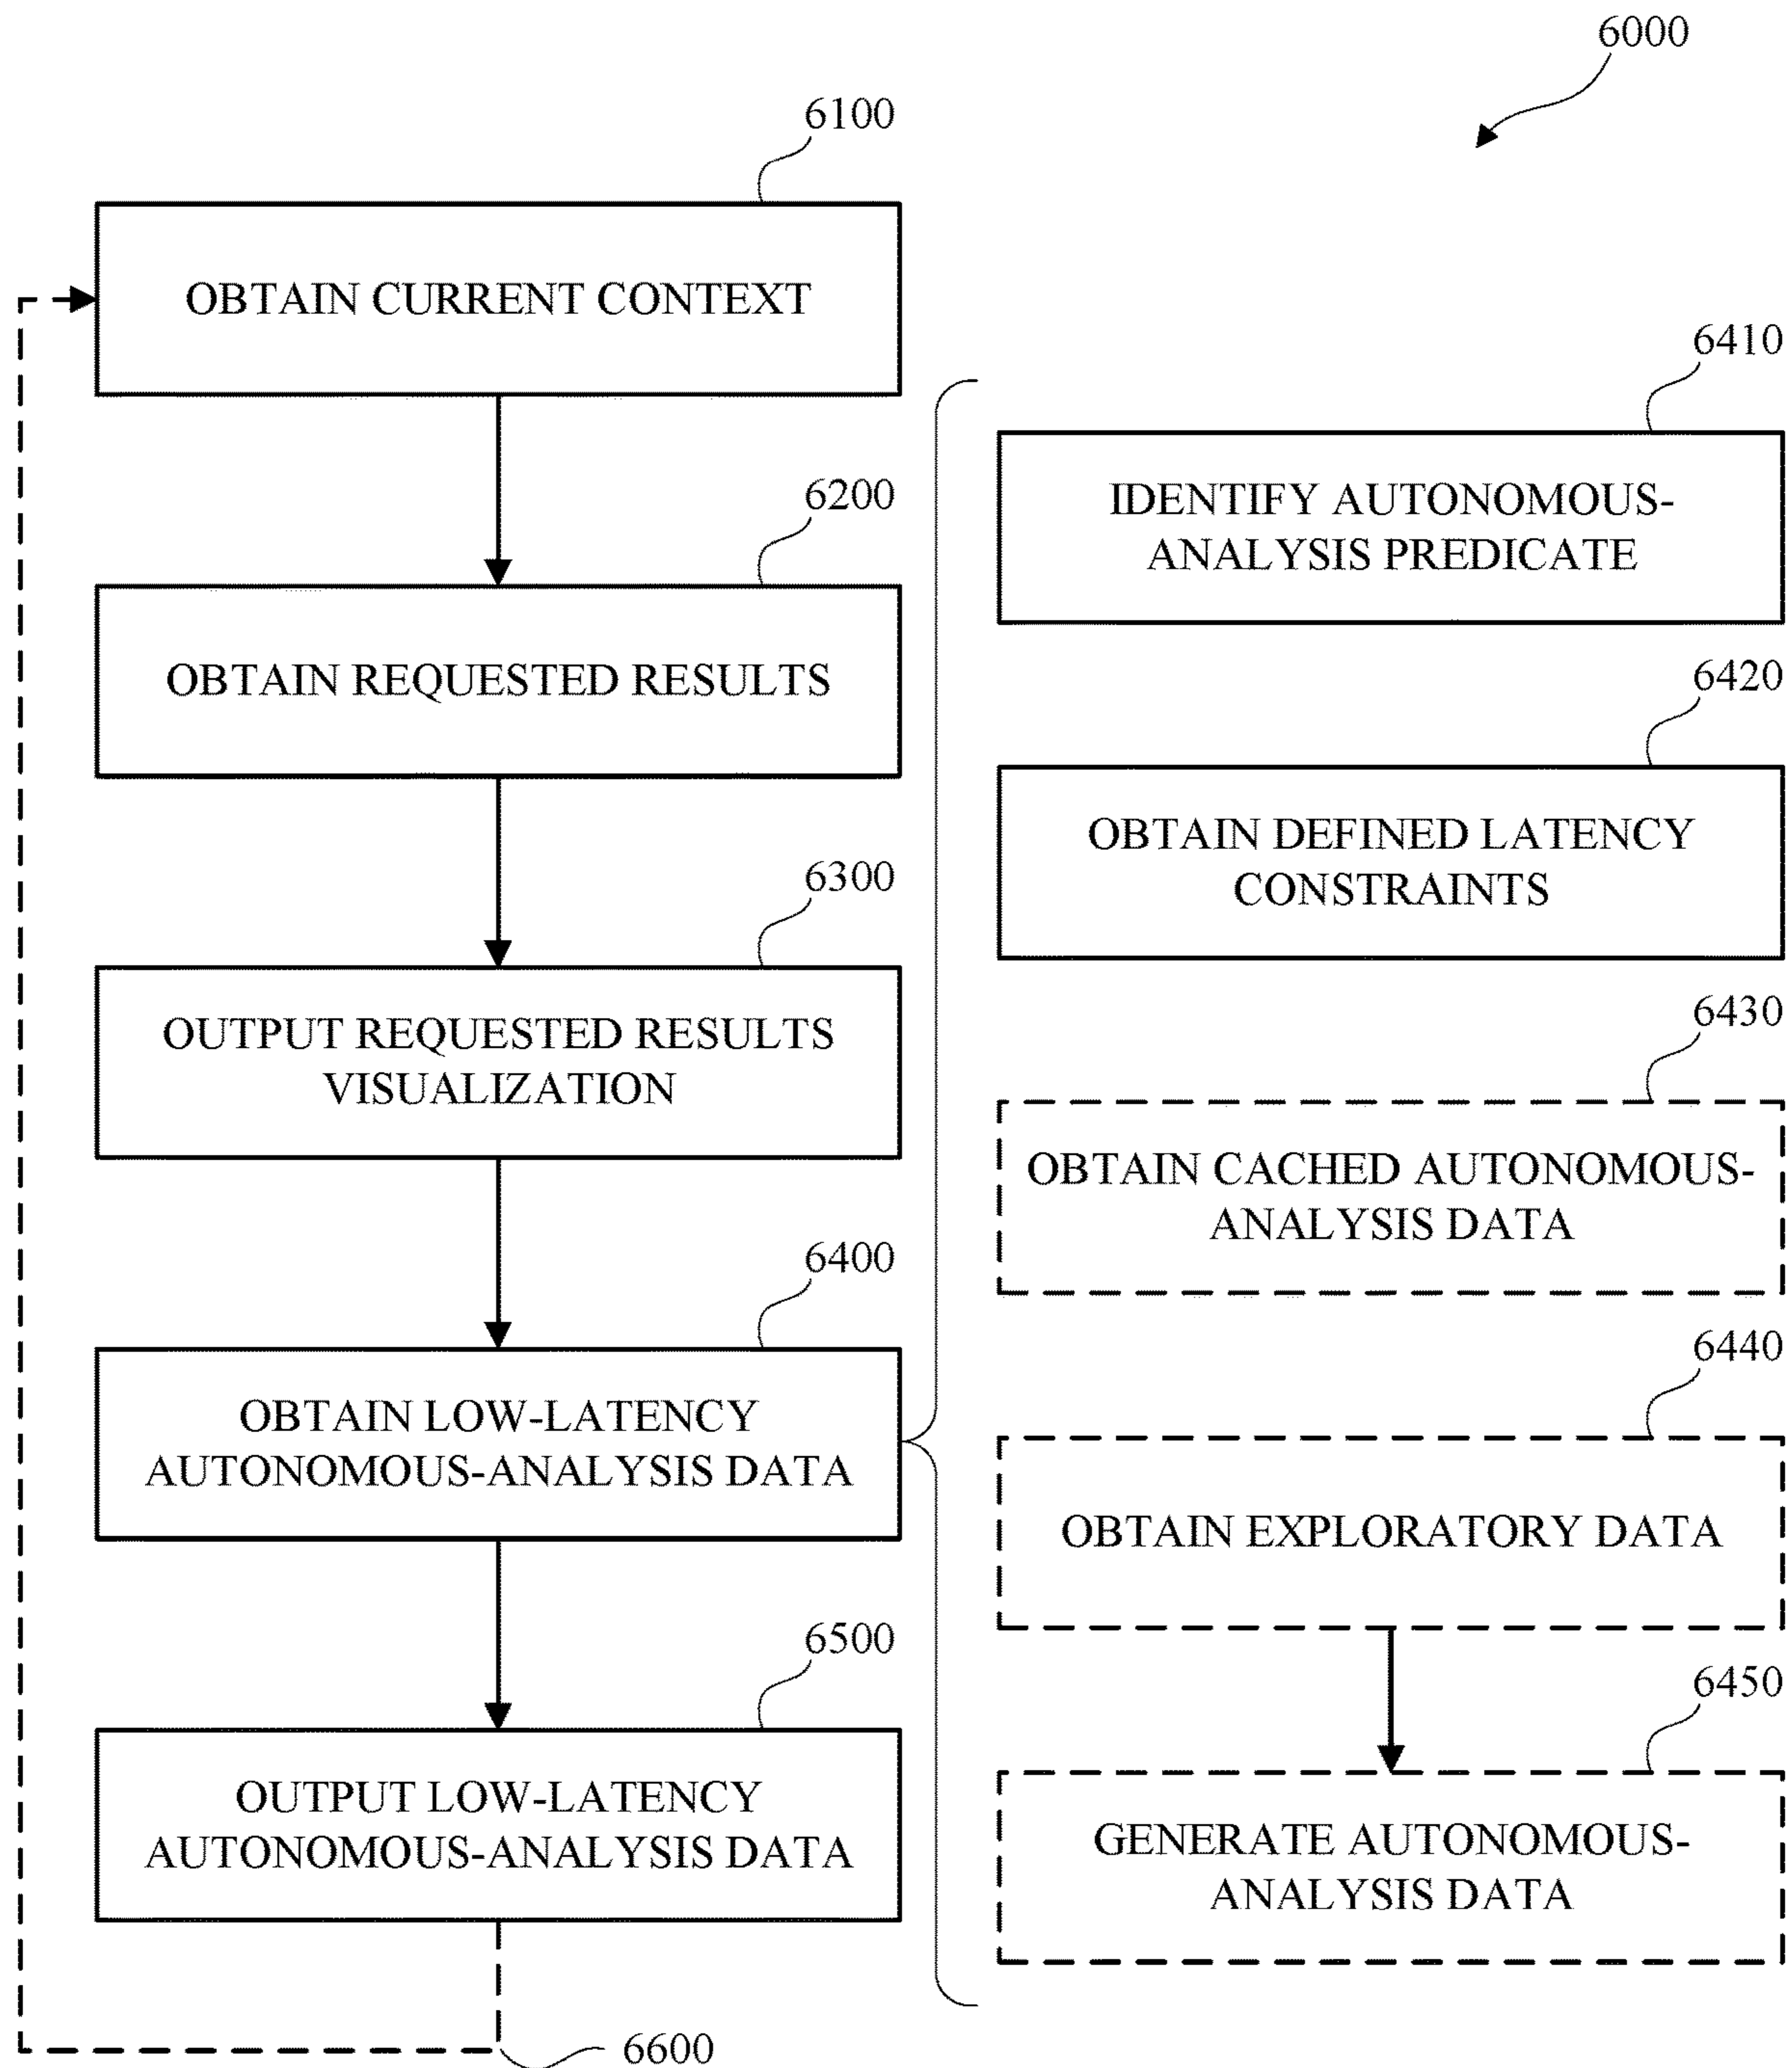 6000
6100
OBTAIN CURRENT CONTEXT
6200
OBTAIN REQUESTED RESULTS
6300
OUTPUT REQUESTED RESULTS
VISUALIZATION
6400
OBTAIN LOW-LATENCY
AUTONOMOUS-ANALYSIS DATA
6500
OUTPUT LOW-LATENCY
AUTONOMOUS-ANALYSIS DATA
6600
6410
IDENTIFY AUTONOMOUS-
ANALYSIS PREDICATE
6420
OBTAIN DEFINED LATENCY
CONSTRAINTS
6430
OBTAIN CACHED AUTONOMOUS-
ANALYSIS DATA
6440
OBTAIN EXPLORATORY DATA
6450
GENERATE AUTONOMOUS-
ANALYSIS DATA